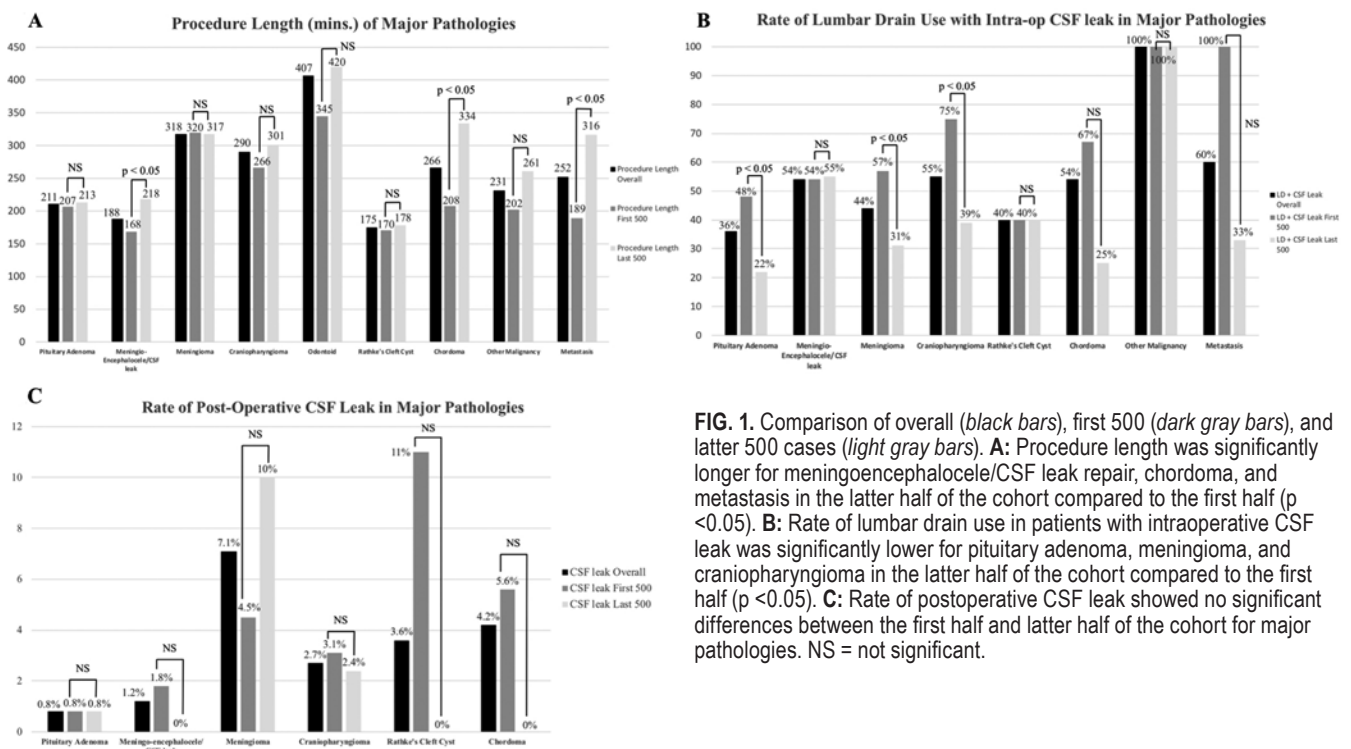 A
Procedure Length (mins.) of Major Pathologies
450
400
350
300
250
200
150
100
50
0
211
207
213
NS
188
168
218
p < 0.05
318
320
317
NS
290
266
301
NS
407
345
420
NS
175
170
178
NS
266
208
334
p < 0.05
231
202
261
NS
252
189
316
p < 0.05
Pituitary Adenoma
Meningio-
Encephalocele/CSF
leak
Meningioma
Craniopharyngioma
Odontoid
Rathke's Cleft Cyst
Chordoma
Other Malignancy
Metastasis
Procedure Length
Overall
Procedure Length
First 500
Procedure Length
Last 500
B
Rate of Lumbar Drain Use with Intra-op CSF leak in Major Pathologies
100
90
80
70
60
50
40
30
20
10
0
36%
48%
22%
p < 0.05
54%
54%
55%
NS
44%
57%
31%
p < 0.05
55%
75%
39%
p < 0.05
40%
40%
NS
54%
67%
25%
NS
100%
100%
NS
60%
100%
33%
NS
p < 0.05
Pituitary Adenoma
Meningio-
Encephalocele/CSF
leak
Meningioma
Craniopharyngioma
Rathke's Cleft Cyst
Chordoma
Other Malignancy
Metastasis
LD + CSF Leak
Overall
LD + CSF Leak First
500
LD + CSF Leak Last
500
C
Rate of Post-Operative CSF Leak in Major Pathologies
12
10
8
6
4
2
0
0.8%
0.8%
0.8%
NS
1.2%
1.8%
0%
NS
7.1%
4.5%
10%
NS
2.7%
3.1%
2.4%
NS
3.6%
11%
0%
NS
4.2%
5.6%
0%
NS
Pituitary Adenoma
Meningo-encephalocele/
Meningioma
Craniopharyngioma
Rathke's Cleft Cyst
Chordoma
CSF leak Overall
CSF leak First 500
CSF leak Last 500
FIG. 1. Comparison of overall (black bars), first 500 (dark gray bars), and
latter 500 cases (light gray bars). A: Procedure length was significantly
longer for meningoencephalocele/CSF leak repair, chordoma, and
metastasis in the latter half of the cohort compared to the first half (p
<0.05). B: Rate of lumbar drain use in patients with intraoperative CSF
leak was significantly lower for pituitary adenoma, meningioma, and
craniopharyngioma in the latter half of the cohort compared to the first
half (p <0.05). C: Rate of postoperative CSF leak showed no significant
differences between the first half and latter half of the cohort for major
pathologies. NS = not significant.